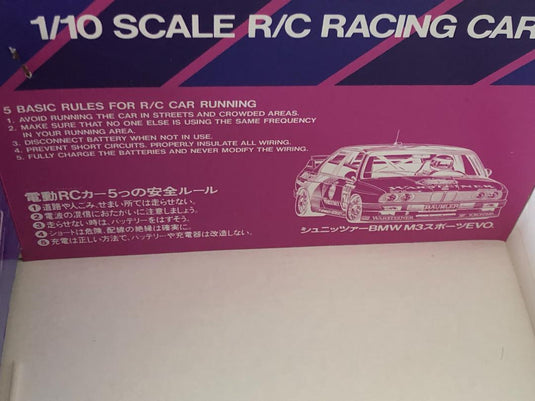 1/10 SCALE R/C RACING CAR
5 BASIC RULES FOR R/C CAR RUNNING
1. AVOID RUNNING THE CAR IN STREETS AND CROWDED AREAS.
2. MAKE SURE THAT NO ONE ELSE IS USING THE SAME FREQUENCY
IN YOUR RUNNING AREA.
3. DISCONNECT BATTERY WHEN NOT IN USE.
4. PREVENT SHORT CIRCUITS. PROPERLY INSULATE ALL WIRING.
5. FULLY CHARGE THE BATTERIES AND NEVER MODIFY THE WIRING.
電動RCカー5つの安全ルール
①道路や人ごみ、せまい所では走らせない。
②電波の混信におたがいに注意しましょう。
③走らせない時は、バッテリーをはずそう。
④ショートは危険、配線の絶縁は確実に。
⑤充電は正しい方法で、バッテリーや充電器は改造しない。
WARSTEINER
BÄUMLER
WARSTEINER
YOKOHAMA
シュニッツァーBMW M3スポーツEVO.